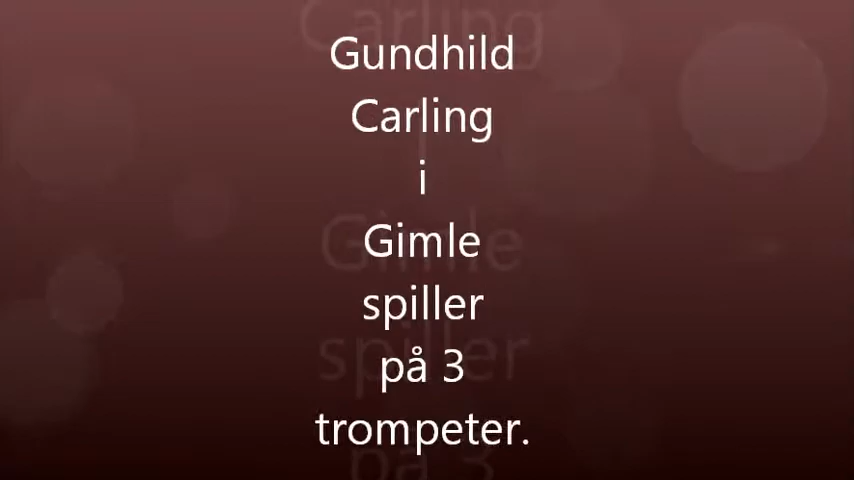 Gundhild
Carling
i
Gimle
spiller
på 3
trompeter.